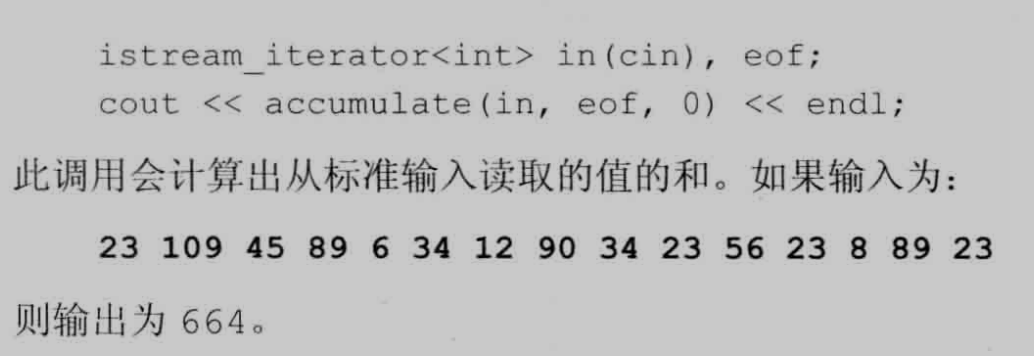 istream_iterator<int> in(cin), eof;
cout << accumulate(in, eof, 0) << endl;
此调用会计算出从标准输入读取的值的和。如果输入为：
23 109 45 89 6 34 12 90 34 23 56 23 8 89 23
则输出为 664。